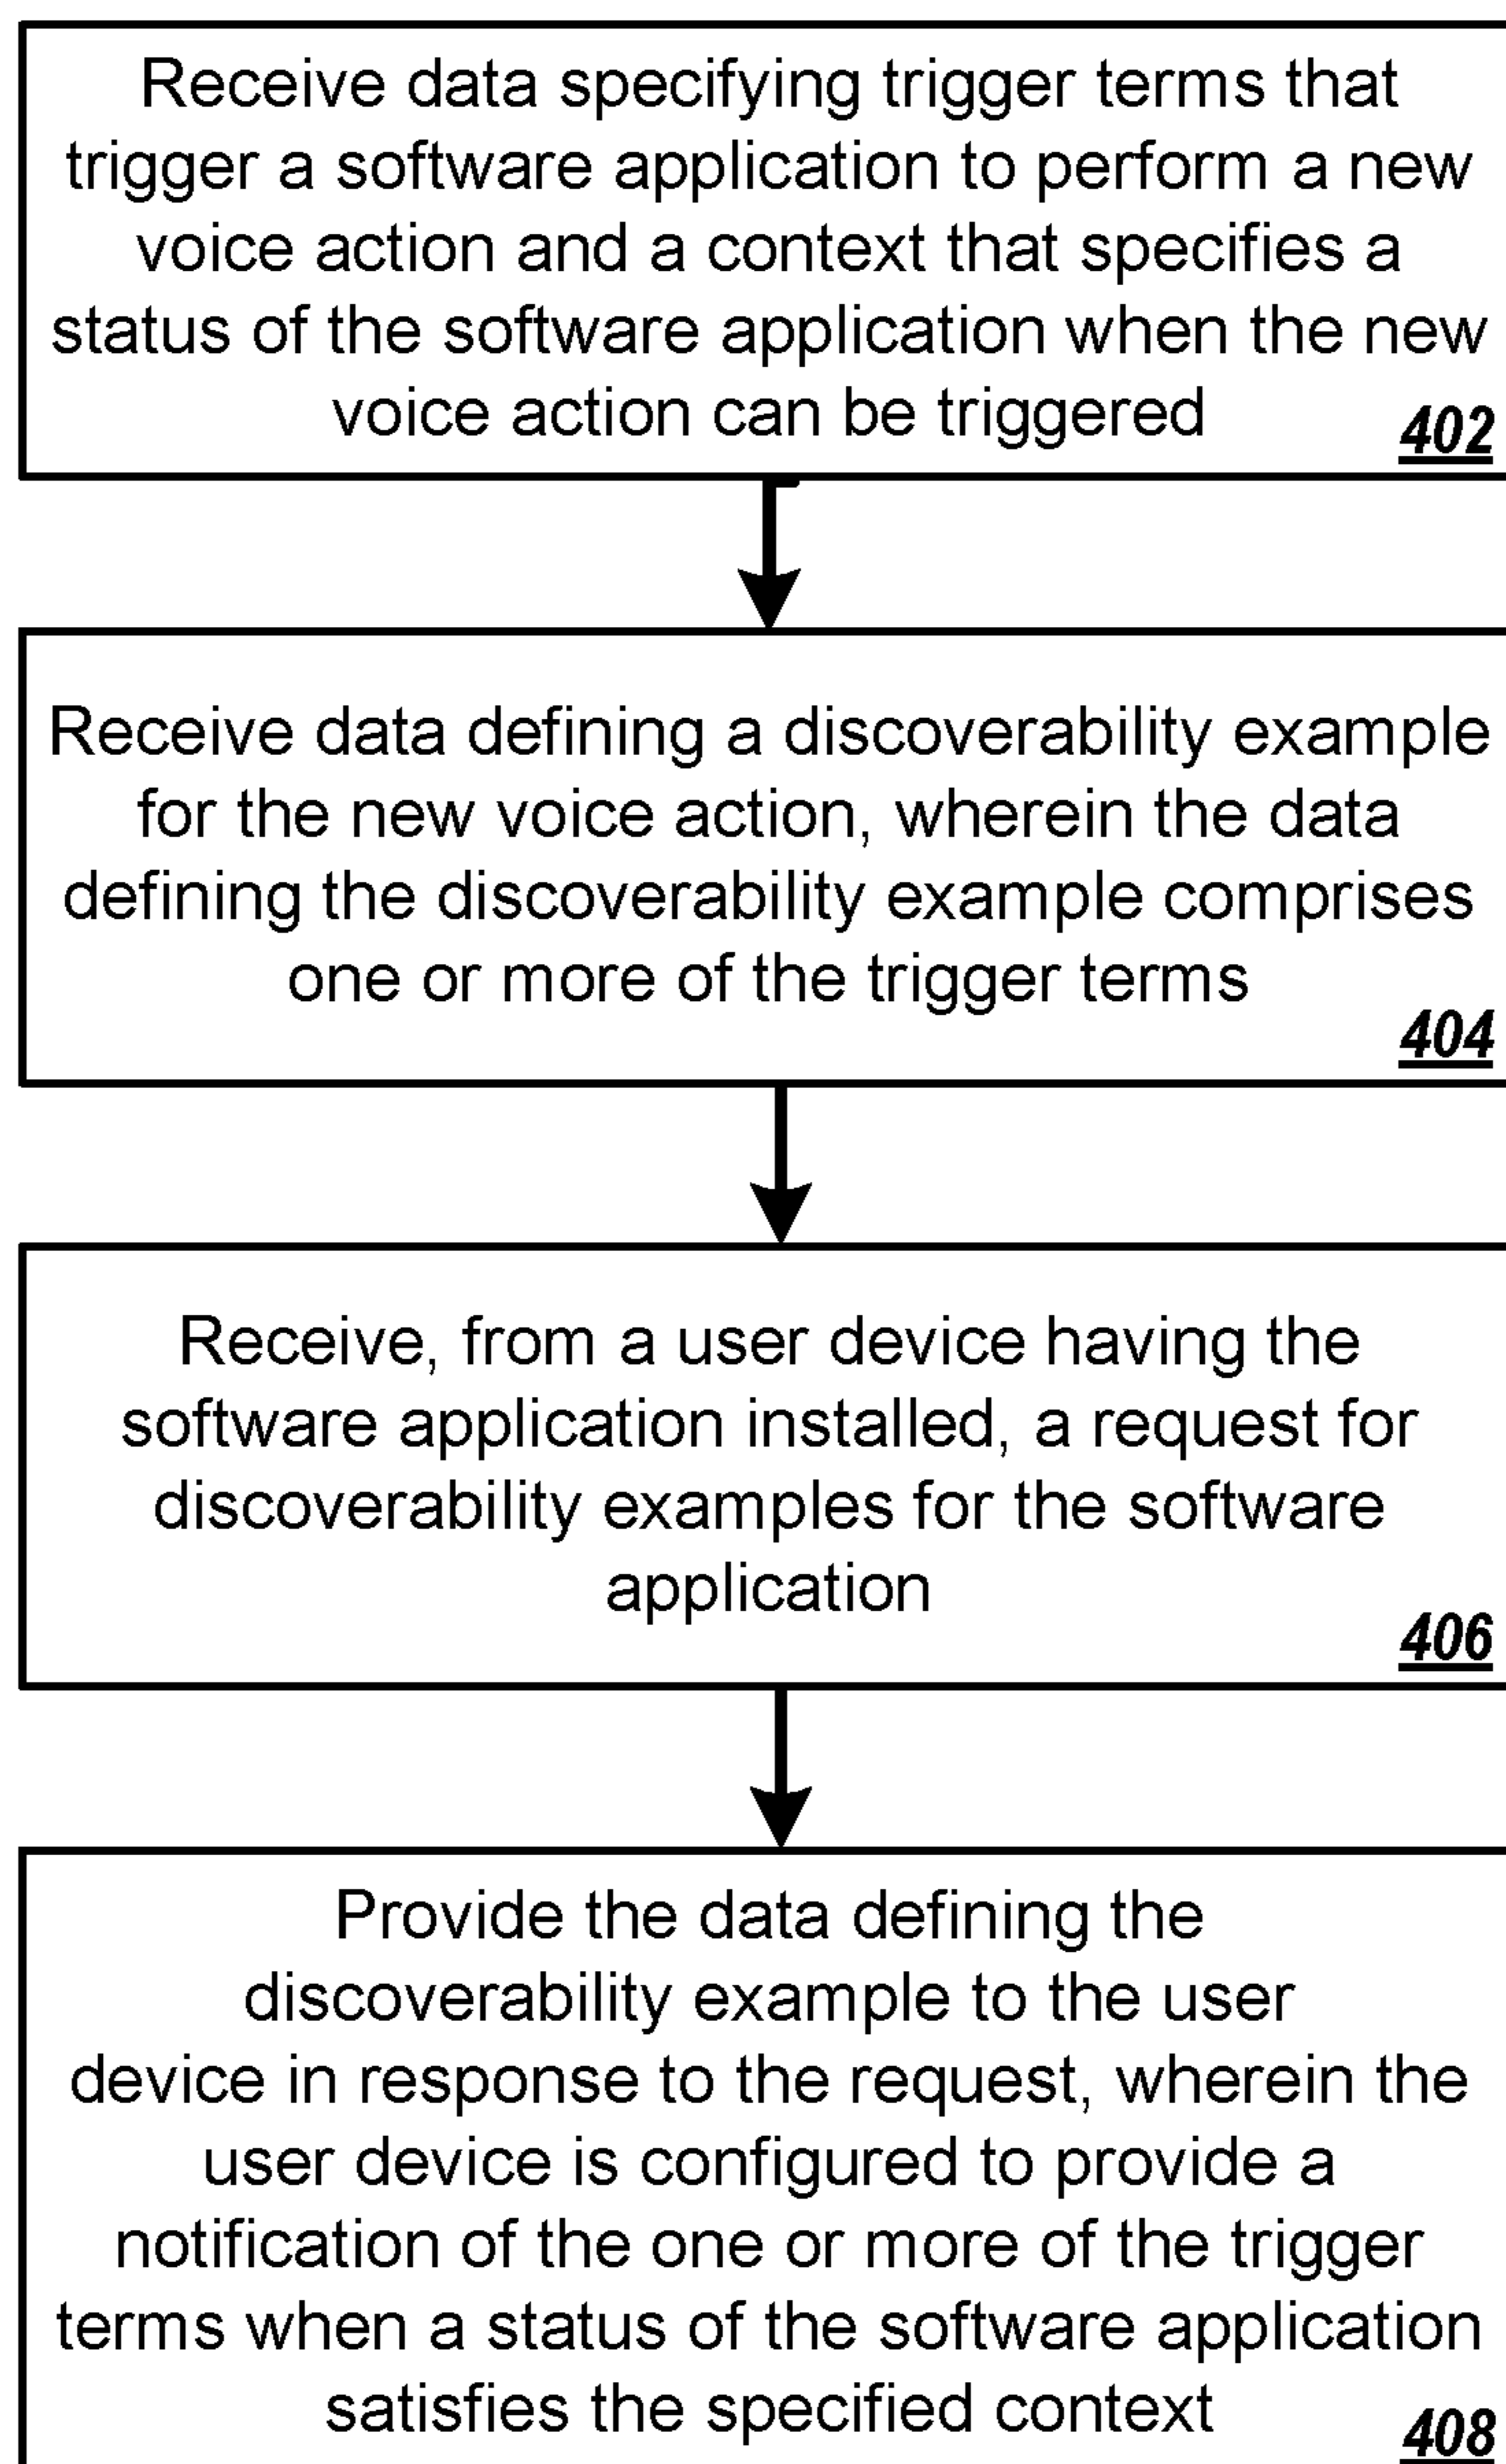 Receive data specifying trigger terms that
trigger a software application to perform a new
voice action and a context that specifies a
status of the software application when the new
voice action can be triggered
402
Receive data defining a discoverability example
for the new voice action, wherein the data
defining the discoverability example comprises
one or more of the trigger terms
404
Receive, from a user device having the
software application installed, a request for
discoverability examples for the software
application
406
Provide the data defining the
discoverability example to the user
device in response to the request, wherein the
user device is configured to provide a
notification of the one or more of the trigger
terms when a status of the software application
satisfies the specified context
408